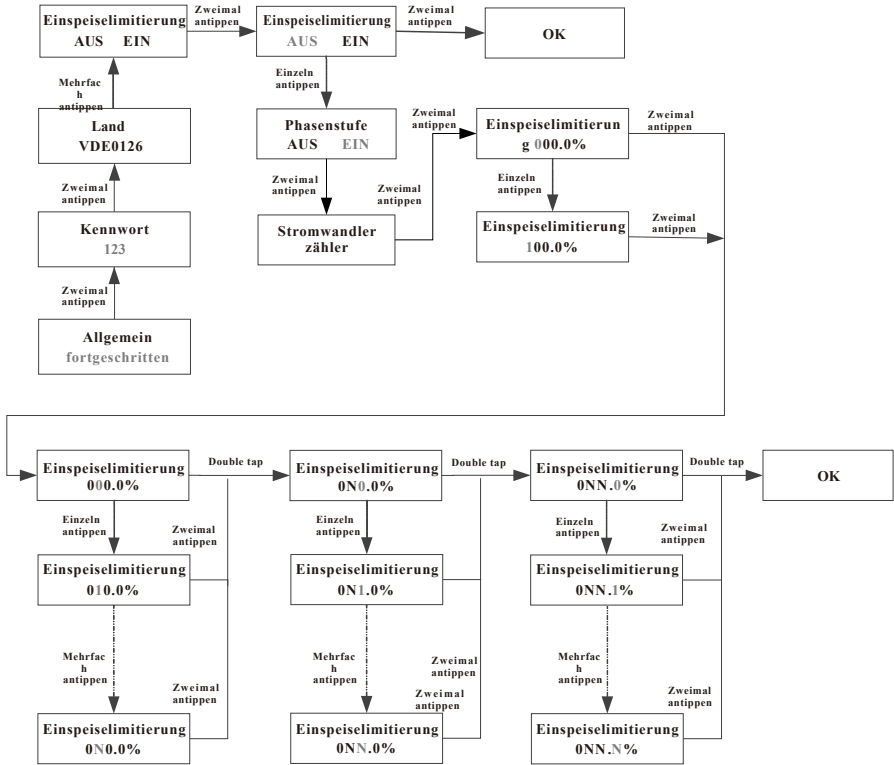 Einspeiselimitierung
AUS EIN
Zweimal
antippen
Einspeiselimitierung
AUS EIN
Zweimal
antippen
OK
Mehrfac
h
antippen
Einzeln
antippen
Land
VDE0126
Phasenstufe
AUS EIN
Zweimal
antippen
Einspeiselimitierun
g 000.0%
Zweimal
antippen
Zweimal
antippen
Zweimal
antippen
Zweimal
antippen
Einzeln
antippen
Kennwort
123
Stromwandler
zähler
Einspeiselimitierung
100.0%
Zweimal
antippen
Zweimal
antippen
Allgemein
fortgeschritten
Einspeiselimitierung
000.0%
Double tap
Einspeiselimitierung
0N0.0%
Double tap
Einspeiselimitierung
0NN.0%
Double tap
OK
Einzeln
antippen
Zweimal
antippen
Einzeln
antippen
Einzeln
antippen
Zweimal
antippen
Einspeiselimitierung
010.0%
Einspeiselimitierung
0N1.0%
Einspeiselimitierung
0NN.1%
Mehrfac
h
antippen
Zweimal
antippen
Mehrfac
h
antippen
Zweimal
antippen
Zweimal
antippen
Mehrfac
h
antippen
Zweimal
antippen
Einspeiselimitierung
0N0.0%
Einspeiselimitierung
0NN.0%
Einspeiselimitierung
0NN.N%